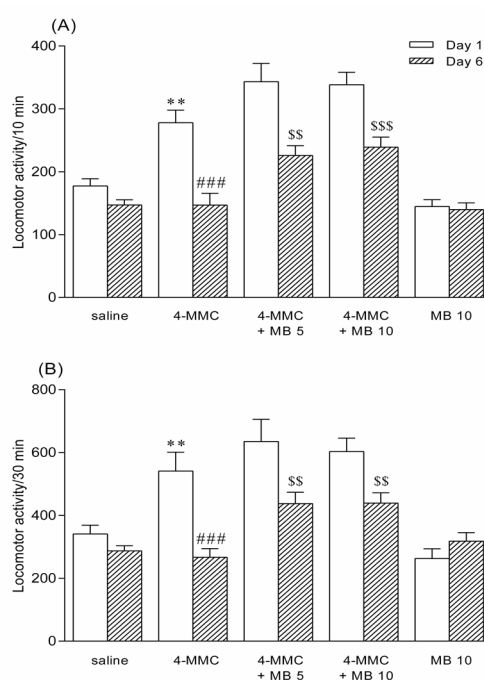 (A)
400
300
200
100
0
Locomotor activity/10 min
Day 1
Day 6
**
###
$$
$$$
saline 4-MMC 4-MMC 4-MMC MB 10
+ MB 5 + MB 10
(B)
800
600
400
200
0
Locomotor activity/30 min
**
###
$$
$$
saline 4-MMC 4-MMC 4-MMC MB 10
+ MB 5 + MB 10